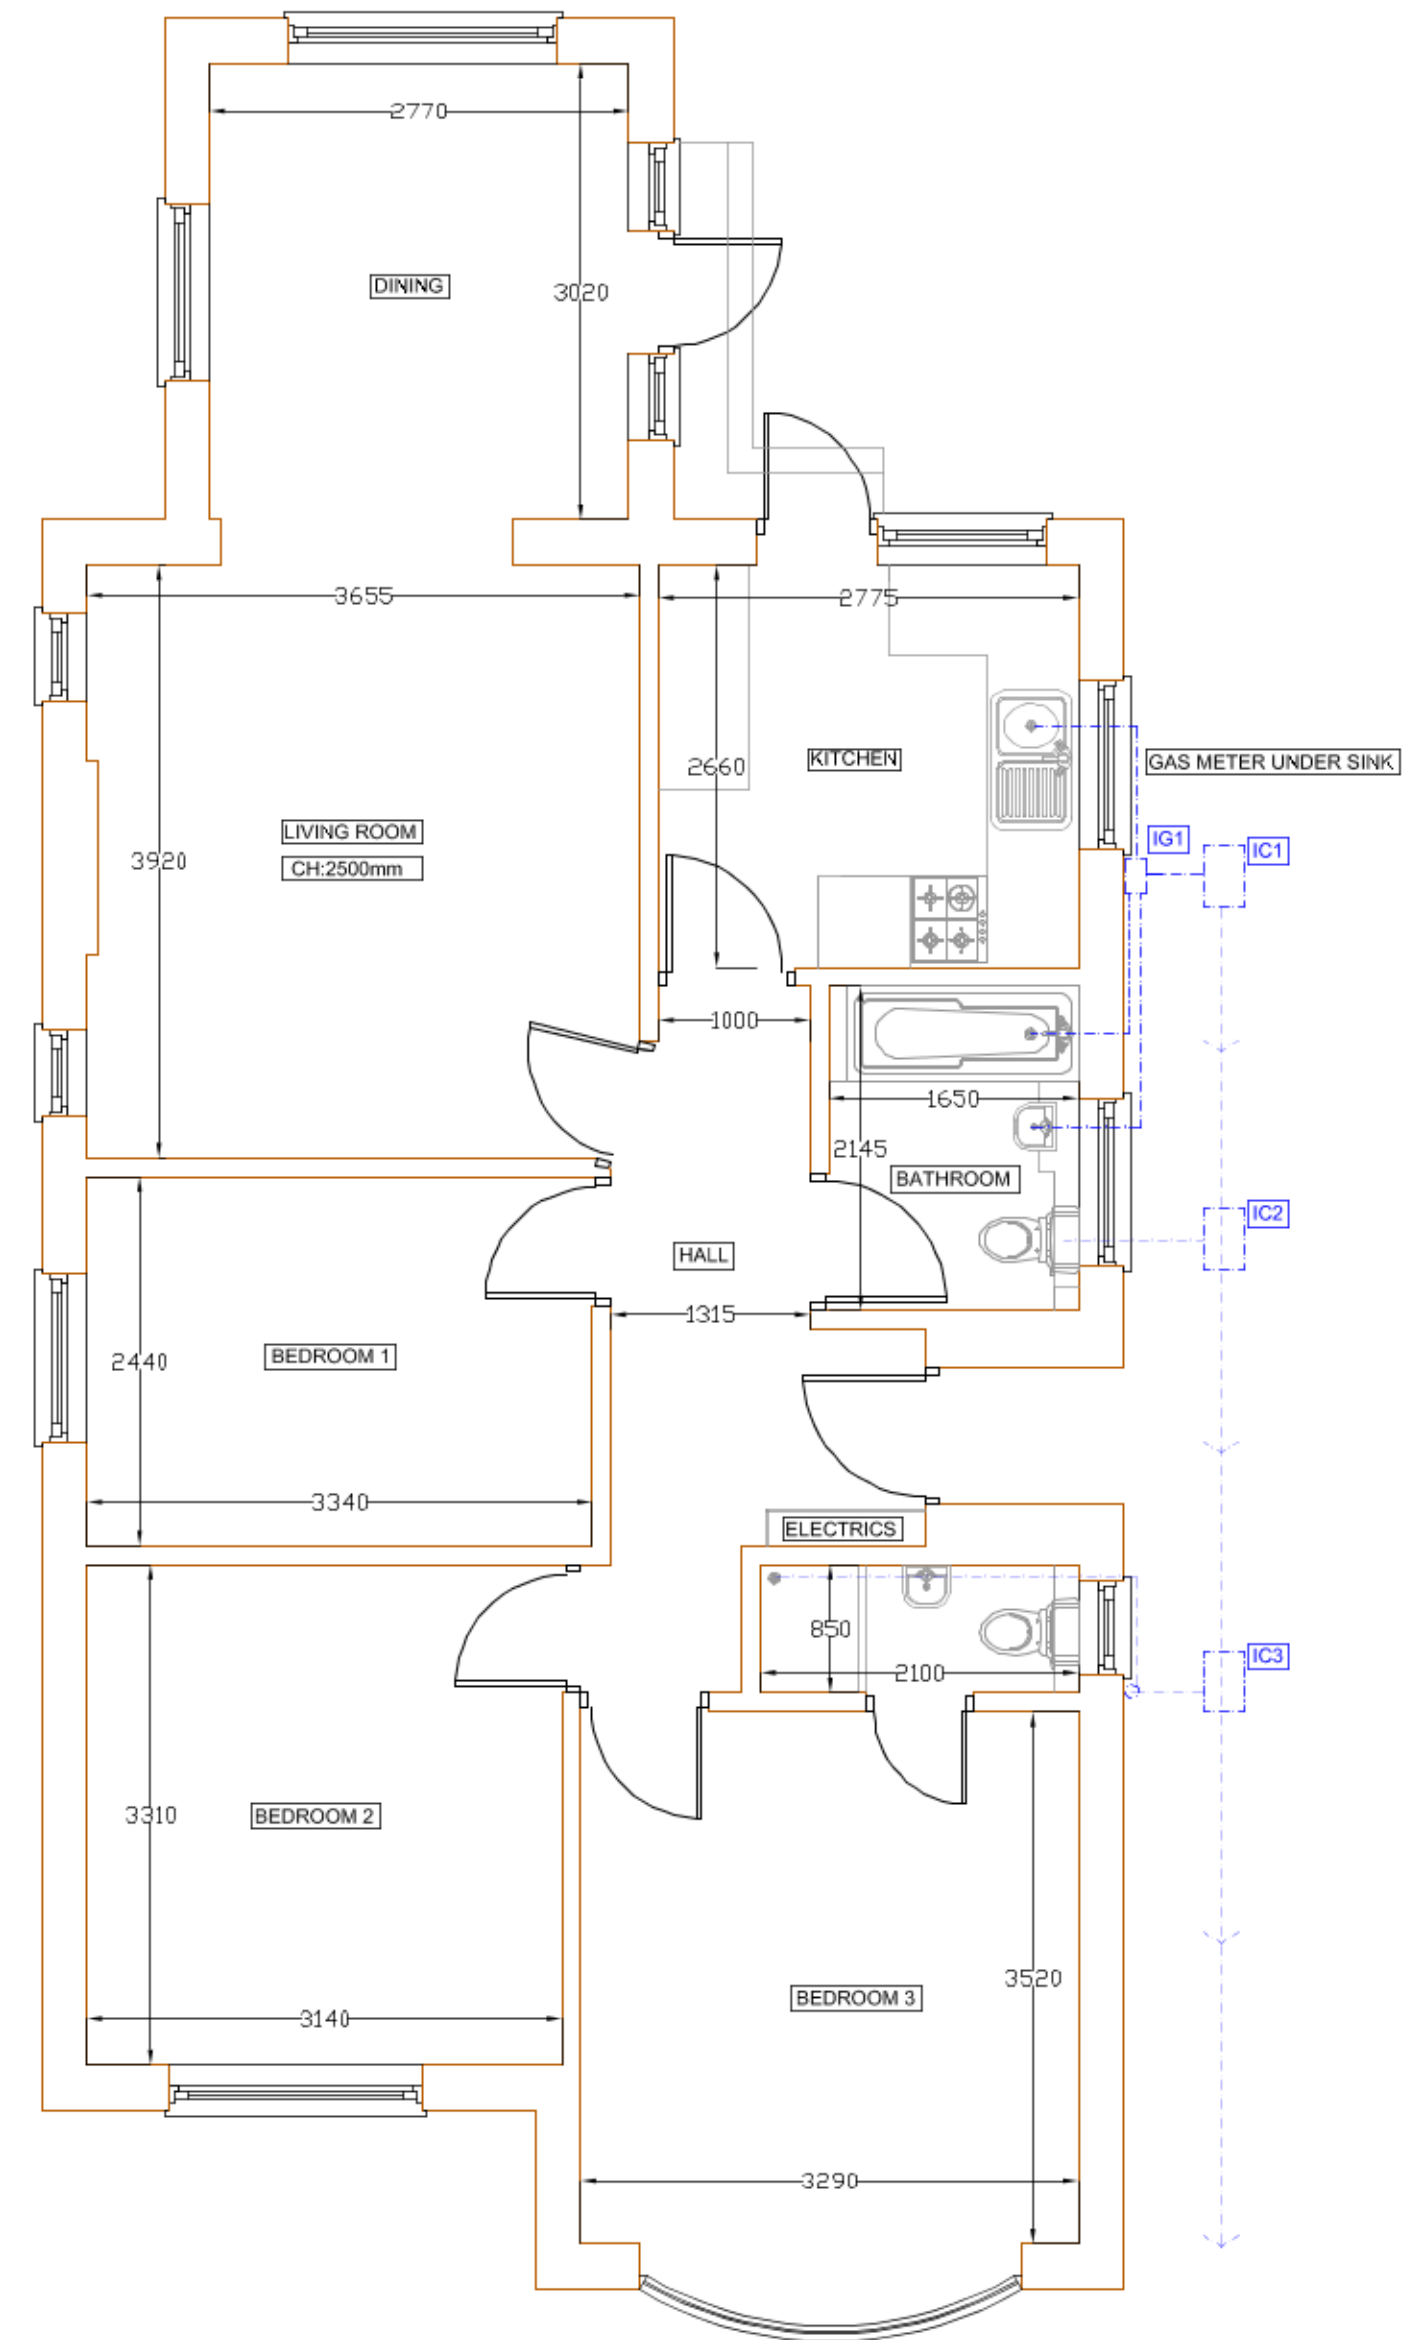 2770
DINING
3020
3655
2775
2660
KITCHEN
GAS METER UNDER SINK
LIVING ROOM
CH:2500mm
3920
IG1
IC1
1000
1650
2145
BATHROOM
IC2
HALL
1315
BEDROOM 1
2440
3340
ELECTRICS
850
2100
IC3
3310
BEDROOM 2
3520
BEDROOM 3
3140
3290